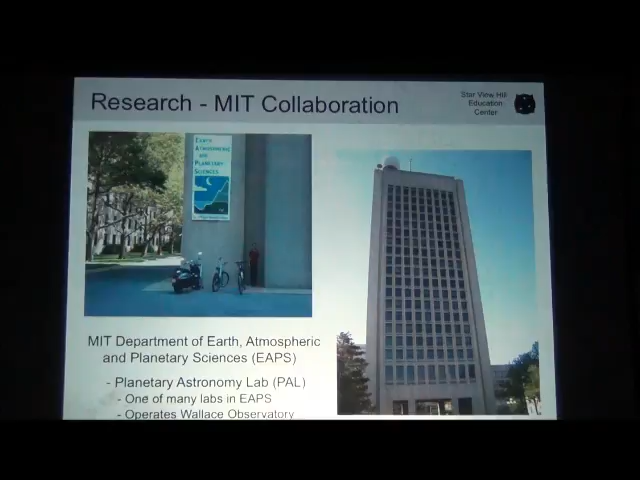 Research - MIT Collaboration
Star View Hill
Education
Center
EARTH
ATMOSPHERIC
AND
PLANETARY
SCIENCES
MIT Department of Earth, Atmospheric
and Planetary Sciences (EAPS)
- Planetary Astronomy Lab (PAL)
- One of many labs in EAPS
- Operates Wallace Observatory